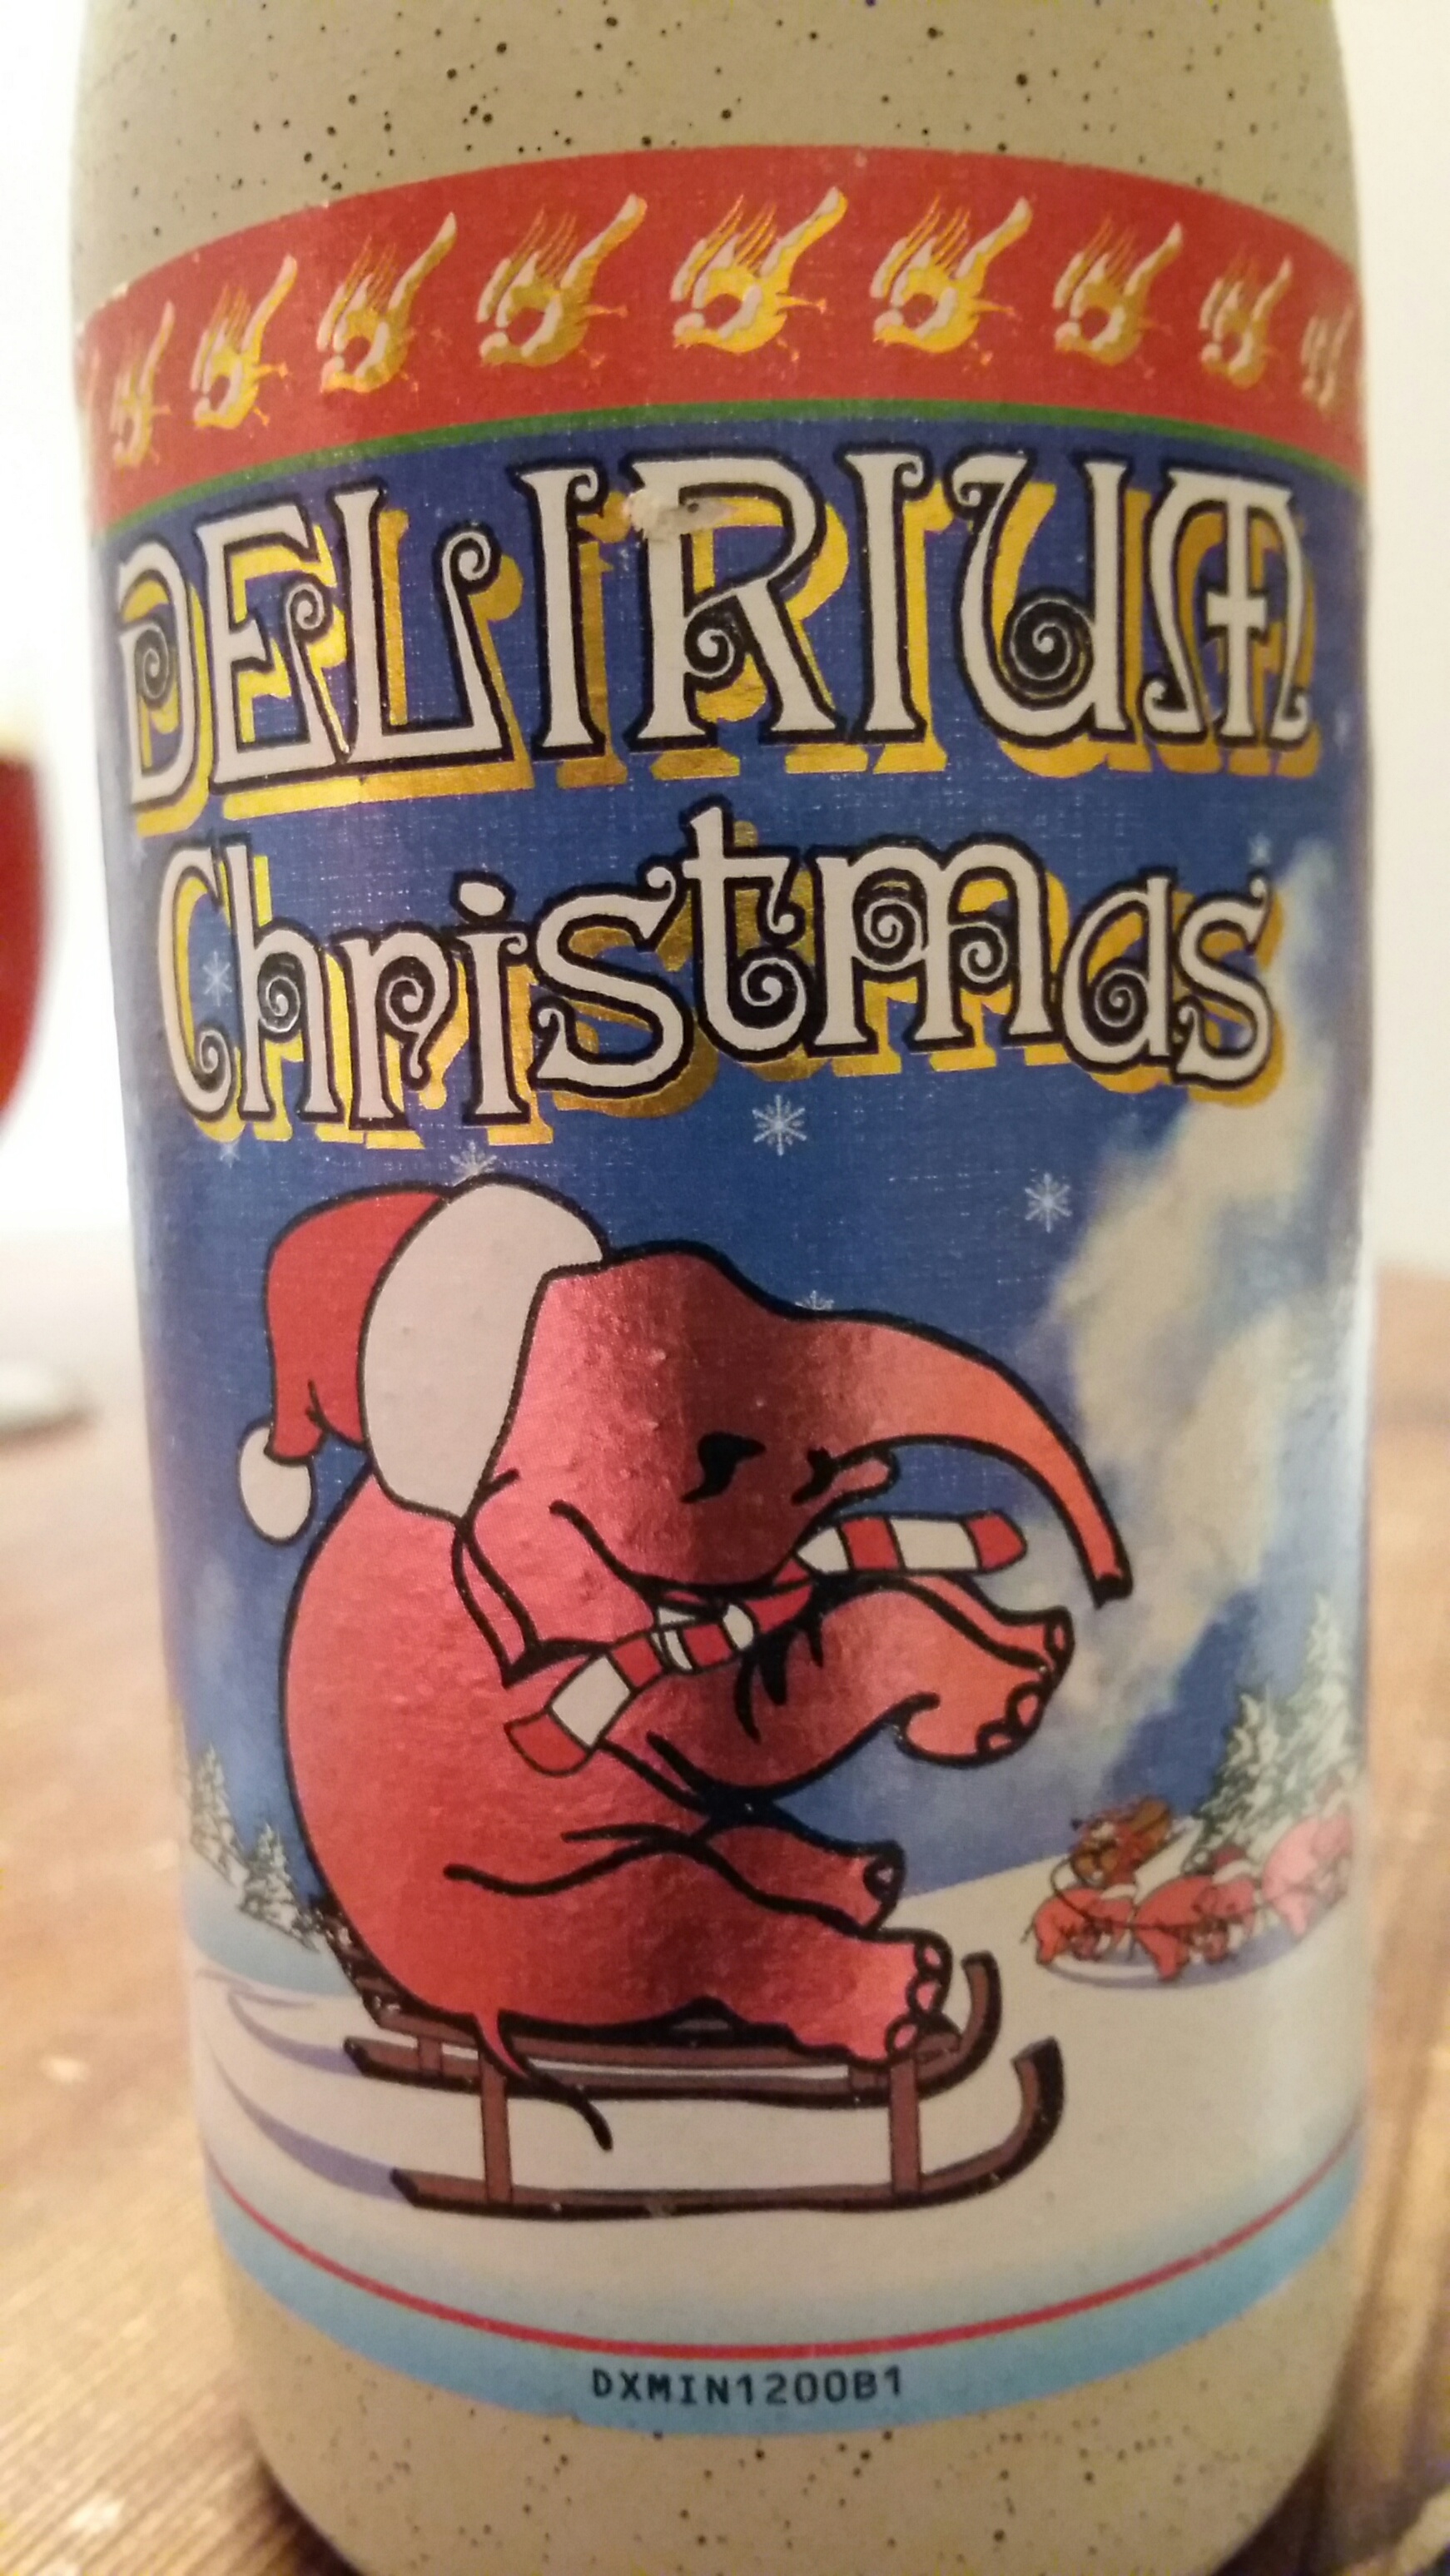 DELIRIUM
Christmas
DXMIN1200B1